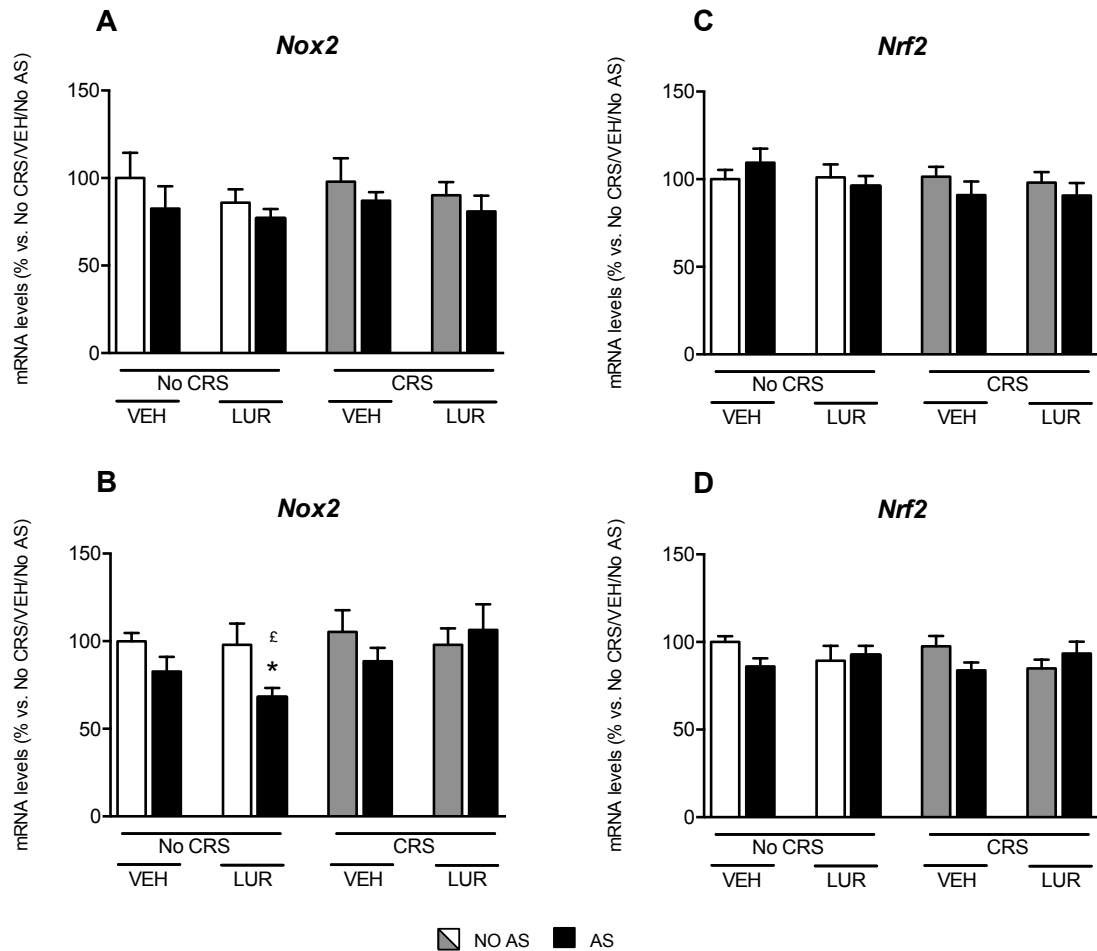 A
Nox2
mRNA levels (% vs. No CRS/VEH/No AS)
150
100
50
0
No CRS
CRS
VEH
LUR
VEH
LUR
C
Nrf2
mRNA levels (% vs. No CRS/VEH/No AS)
150
100
50
0
No CRS
CRS
VEH
LUR
VEH
LUR
B
Nox2
mRNA levels (% vs. No CRS/VEH/No AS)
150
100
50
0
£
*
No CRS
CRS
VEH
LUR
VEH
LUR
D
Nrf2
mRNA levels (% vs. No CRS/VEH/No AS)
150
100
50
0
No CRS
CRS
VEH
LUR
VEH
LUR
NO AS
AS